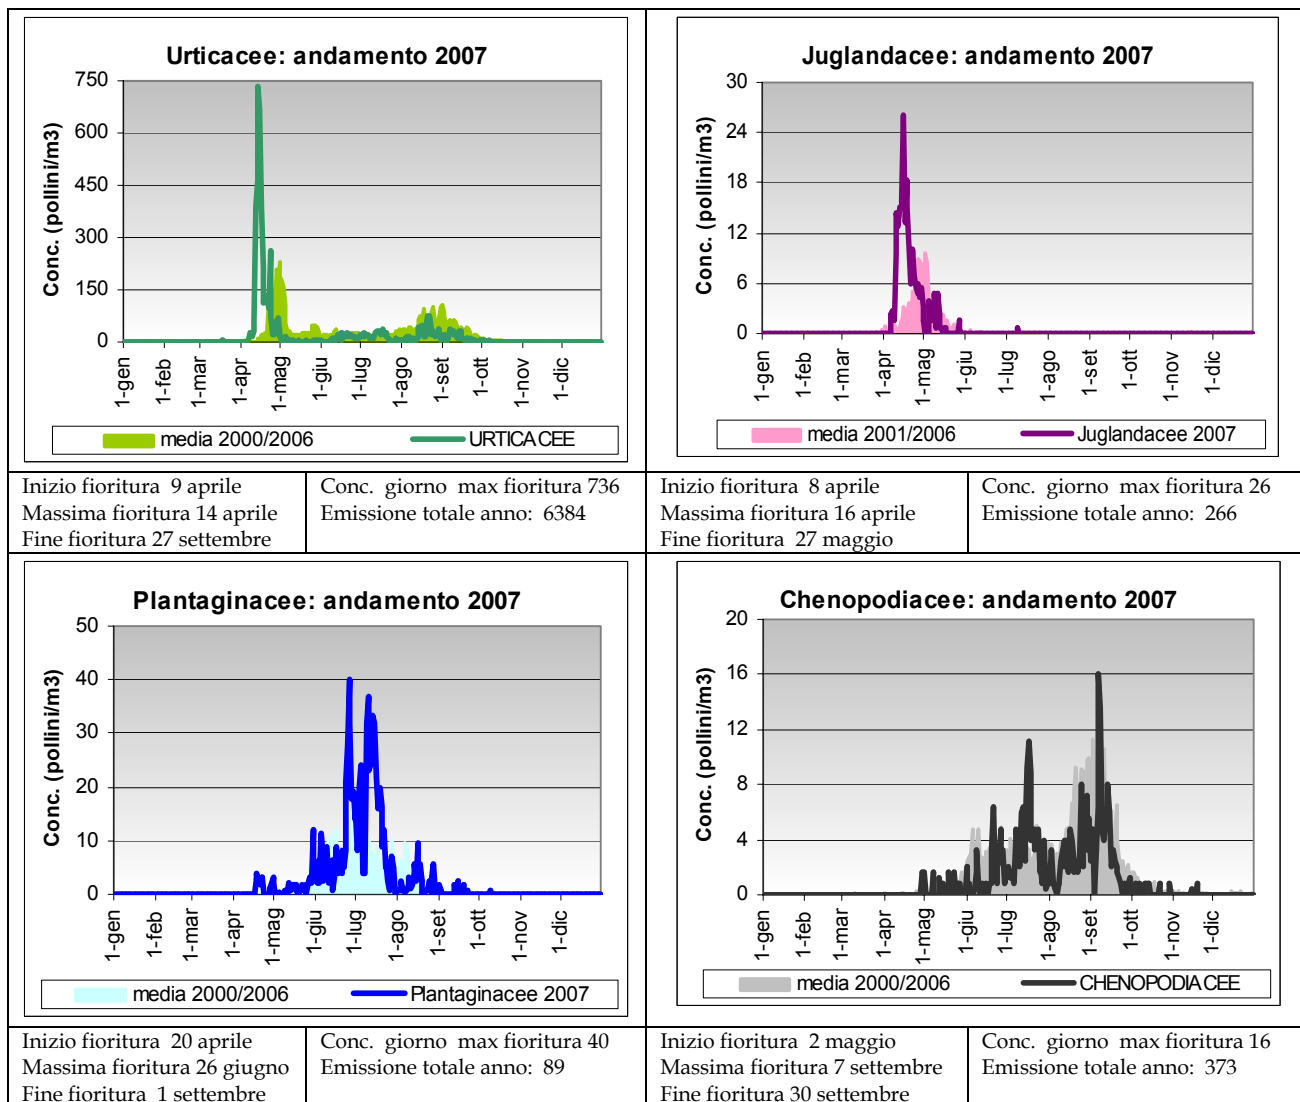 Urticacee: andamento 2007
Conc. (pollini/m3)
750
600
450
300
150
0
1-gen
1-feb
1-mar
1-apr
1-mag
1-giu
1-lug
1-ago
1-set
1-ott
1-nov
1-dic
media 2000/2006
URTICACEE
Juglandacee: andamento 2007
Conc. (pollini/m3)
30
24
18
12
6
0
1-gen
1-feb
1-mar
1-apr
1-mag
1-giu
1-lug
1-ago
1-set
1-ott
1-nov
1-dic
media 2001/2006
Juglandacee 2007
Inizio fioritura 9 aprile
Massima fioritura 14 aprile
Fine fioritura 27 settembre
Conc. giorno max fioritura 736
Emissione totale anno: 6384
Inizio fioritura 8 aprile
Massima fioritura 16 aprile
Fine fioritura 27 maggio
Conc. giorno max fioritura 26
Emissione totale anno: 266
Plantaginacee: andamento 2007
Conc. (pollini/m3)
50
40
30
20
10
0
1-gen
1-feb
1-mar
1-apr
1-mag
1-giu
1-lug
1-ago
1-set
1-ott
1-nov
1-dic
media 2000/2006
Plantaginacee 2007
Chenopodiacee: andamento 2007
Conc. (pollini/m3)
20
16
12
8
4
0
1-gen
1-feb
1-mar
1-apr
1-mag
1-giu
1-lug
1-ago
1-set
1-ott
1-nov
1-dic
media 2000/2006
CHENOPODIACEE
Inizio fioritura 20 aprile
Massima fioritura 26 giugno
Fine fioritura 1 settembre
Conc. giorno max fioritura 40
Emissione totale anno: 89
Inizio fioritura 2 maggio
Massima fioritura 7 settembre
Fine fioritura 30 settembre
Conc. giorno max fioritura 16
Emissione totale anno: 373